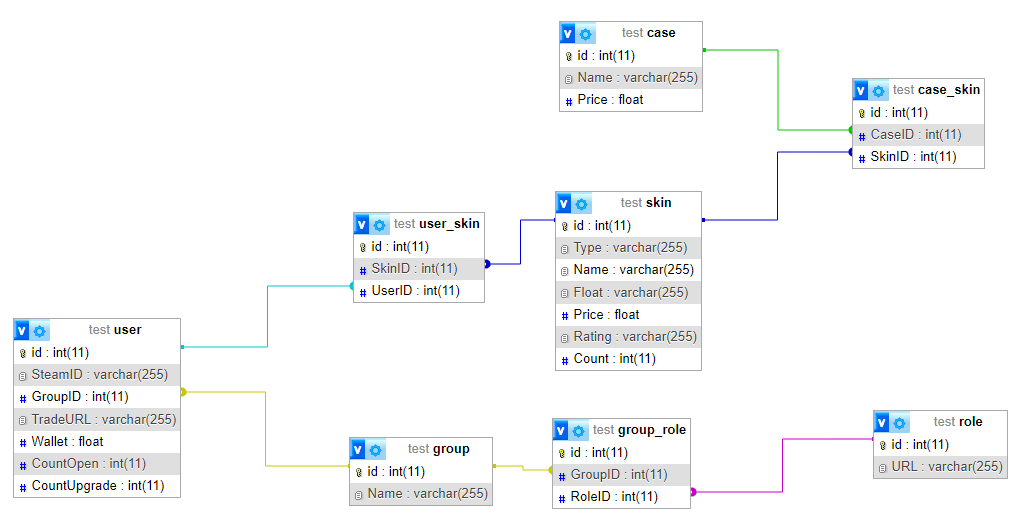 test case
id : int(11)
Name : varchar(255)
# Price : float
test case_skin
id : int(11)
# CaseID : int(11)
# SkinID : int(11)
test skin
id : int(11)
Type : varchar(255)
Name : varchar(255)
Float : varchar(255)
# Price : float
Rating : varchar(255)
# Count : int(11)
test user_skin
id : int(11)
# SkinID : int(11)
# UserID : int(11)
test user
id : int(11)
SteamID : varchar(255)
# GroupID : int(11)
TradeURL : varchar(255)
# Wallet : float
# CountOpen : int(11)
# CountUpgrade : int(11)
test group
id : int(11)
Name : varchar(255)
test group_role
id : int(11)
# GroupID : int(11)
# RoleID : int(11)
test role
id : int(11)
URL : varchar(255)